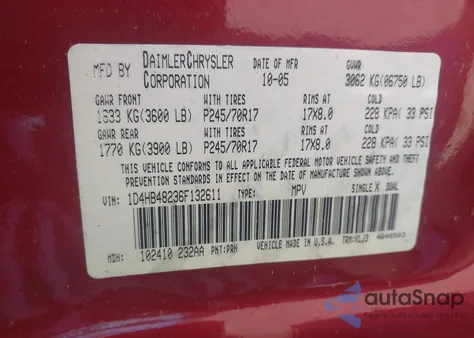 MFD BY DAIMLERCHRYSLER CORPORATION DATE OF MFR 10-05 GVWR 3062 KG(06750 LB)
GAWR FRONT WITH TIRES RIMS AT COLD
1633 KG(3600 LB) P245/70R17 17X8.0 228 KPA( 33 PSI
GAWR REAR WITH TIRES RIMS AT COLD
1770 KG(3900 LB) P245/70R17 17X8.0 228 KPA( 33 PSI
THIS VEHICLE CONFORMS TO ALL APPLICABLE FEDERAL MOTOR VEHICLE SAFETY AND THEFT
PREVENTION STANDARDS IN EFFECT ON THE DATE OF MANUFACTURE SHOWN ABOVE.
VIN: 1D4HB48236F132611 TYPE: MPV SINGLE X DUAL
MDH: 102410 232AA PNT: PRH VEHICLE MADE IN U.S.A. TRM:
autoSnap